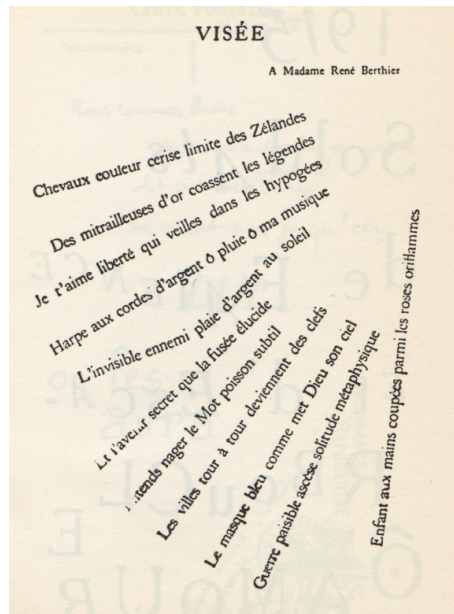 VISÉE
A Madame René Berthier
Chevaux couleur cerise limite des Zélandes
Des mitrailleuses d'or coassent les légendes
Je t'aime liberté qui veilles dans les hypogées
Harpe aux cordes d'argent ô pluie ô ma musique
L'invisible ennemi plaie d'argent au soleil
Et l'avenir secret que la fusée élucide
Entends nager le Mot poisson subtil
Les villes tour à tour deviennent des clefs
Le masque bleu comme met Dieu son ciel
Guerre paisible ascèse solitude métaphysique
Enfant aux mains coupées parmi les roses oriflammes